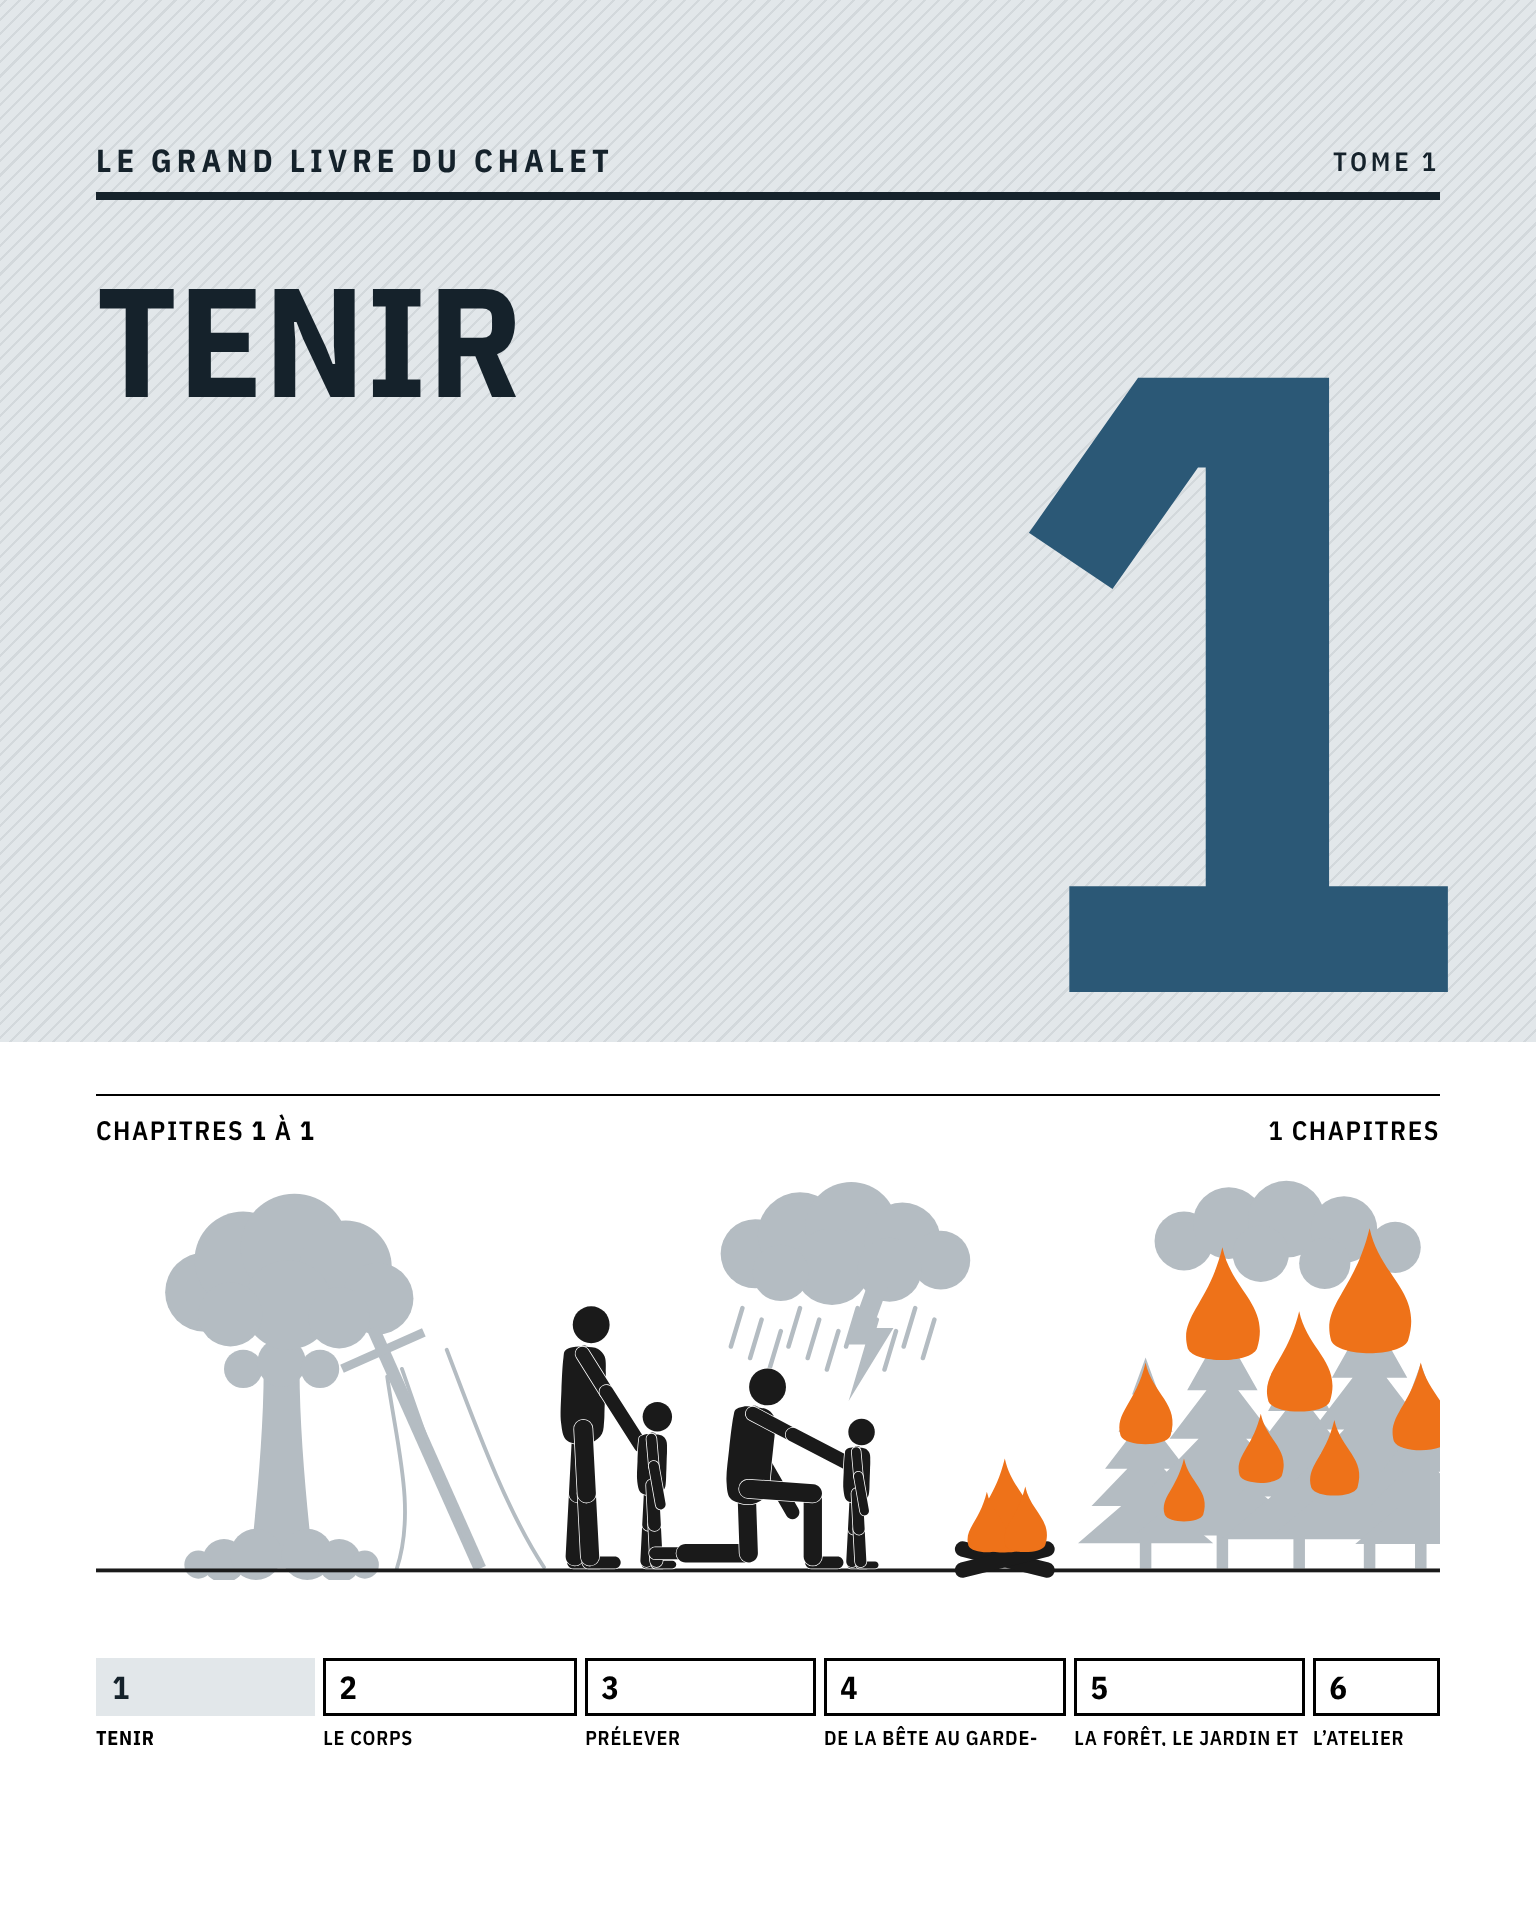 LE GRAND LIVRE DU CHALET
TOME 1
TENIR
1
CHAPITRES 1 À 1
1 CHAPITRES
1
2
3
4
5
6
TENIR
LE CORPS
PRÉLEVER
DE LA BÊTE AU GARDE-
LA FORÊT, LE JARDIN ET
L’ATELIER